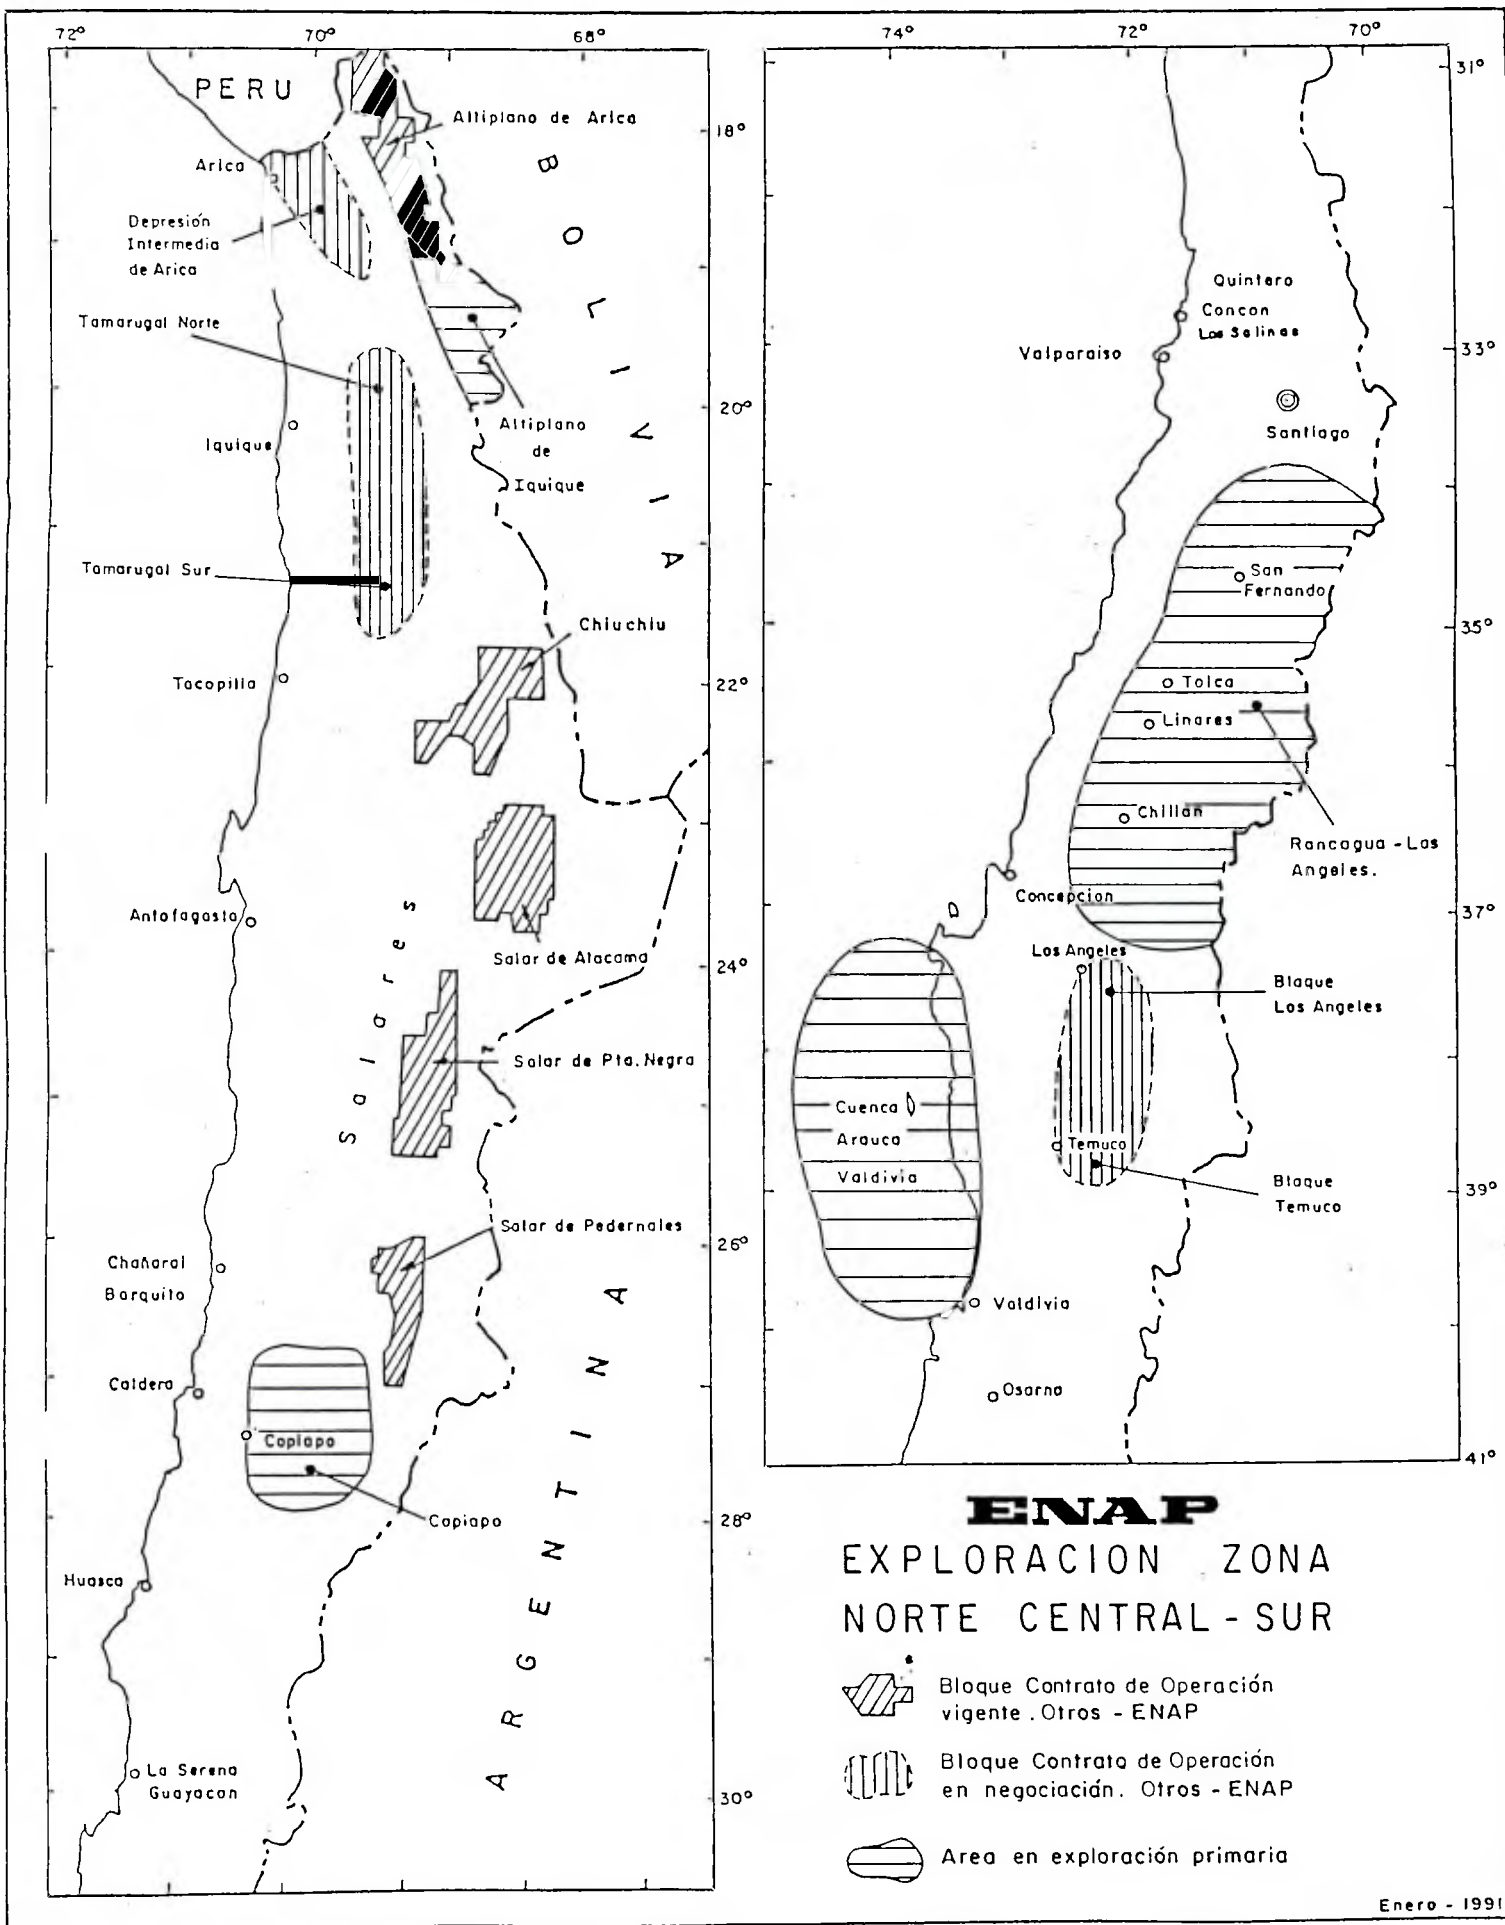 72°
70°
68°
74°
72°
70°
PERU
Altiplano de Arica
18°
31°
Arica
BOLIVIA
Depresión
Intermedia
de Arica
Quintero
Concon
Las Salinas
Tamarugal Norte
Valparaiso
33°
20°
Santiago
Altiplano
de
Iquique
Iquique
Tamarugal Sur
San
Fernando
Chiuchiu
35°
Tocopilla
22°
Talca
Linares
Chillan
Rancagua - Los
Angeles.
Concepcion
37°
Antofagasta
Salares
Salar de Atacama
24°
Los Angeles
Bloque
Los Angeles
Salar de Pta. Negra
Cuenca
Arauco
Valdivia
Temuco
Bloque
Temuco
39°
Salar de Pedernales
26°
Chañaral
Barquito
ARGENTINA
Valdivia
Caldera
Osorno
Copiapo
41°
Copiapo
28°
Huasco
La Serena
Guayacan
30°
ENAP
EXPLORACION ZONA
NORTE CENTRAL - SUR
Bloque Contrato de Operación
vigente . Otros - ENAP
Bloque Contrato de Operación
en negociación. Otros - ENAP
Area en exploración primaria
Enero - 1991